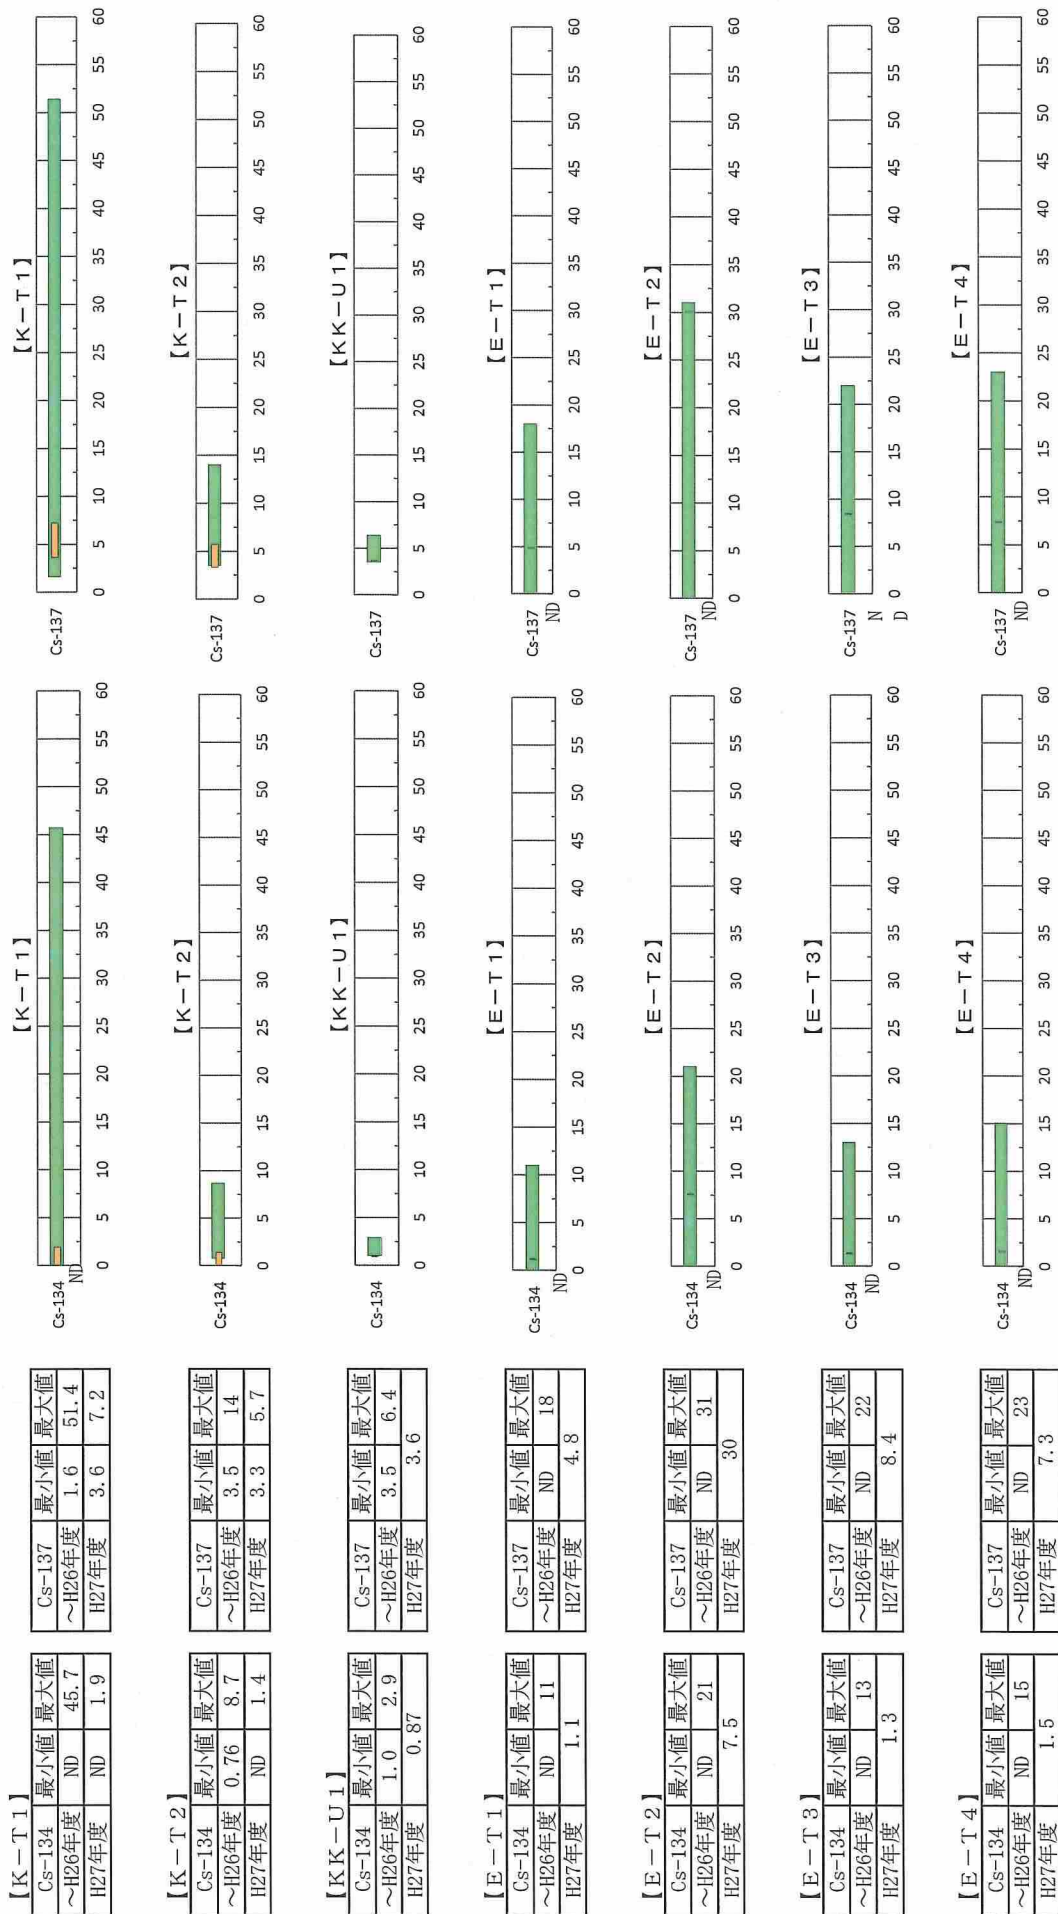 【K－T1】
Cs-134 最小値 最大値
～H26年度 ND 45.7
H27年度 ND 1.9
Cs-137 最小値 最大値
～H26年度 1.6 51.4
H27年度 3.6 7.2
【K－T1】
Cs-134
ND
0 5 10 15 20 25 30 35 40 45 50 55 60
【K－T1】
Cs-137
0 5 10 15 20 25 30 35 40 45 50 55 60
【K－T2】
Cs-134 最小値 最大値
～H26年度 0.76 8.7
H27年度 ND 1.4
Cs-137 最小値 最大値
～H26年度 3.5 14
H27年度 3.3 5.7
【K－T2】
Cs-134
0 5 10 15 20 25 30 35 40 45 50 55 60
【K－T2】
Cs-137
0 5 10 15 20 25 30 35 40 45 50 55 60
【KK－U1】
Cs-134 最小値 最大値
～H26年度 1.0 2.9
H27年度 0.87
Cs-137 最小値 最大値
～H26年度 3.5 6.4
H27年度 3.6
【KK－U1】
Cs-134
0 5 10 15 20 25 30 35 40 45 50 55 60
【KK－U1】
Cs-137
0 5 10 15 20 25 30 35 40 45 50 55 60
【E－T1】
Cs-134 最小値 最大値
～H26年度 ND 11
H27年度 1.1
Cs-137 最小値 最大値
～H26年度 ND 18
H27年度 4.8
【E－T1】
Cs-134
ND
0 5 10 15 20 25 30 35 40 45 50 55 60
【E－T1】
Cs-137
ND
0 5 10 15 20 25 30 35 40 45 50 55 60
【E－T2】
Cs-134 最小値 最大値
～H26年度 ND 21
H27年度 7.5
Cs-137 最小値 最大値
～H26年度 ND 31
H27年度 30
【E－T2】
Cs-134
ND
0 5 10 15 20 25 30 35 40 45 50 55 60
【E－T2】
Cs-137
ND
0 5 10 15 20 25 30 35 40 45 50 55 60
【E－T3】
Cs-134 最小値 最大値
～H26年度 ND 13
H27年度 1.3
Cs-137 最小値 最大値
～H26年度 ND 22
H27年度 8.4
【E－T3】
Cs-134
ND
0 5 10 15 20 25 30 35 40 45 50 55 60
【E－T3】
Cs-137
N
D
0 5 10 15 20 25 30 35 40 45 50 55 60
【E－T4】
Cs-134 最小値 最大値
～H26年度 ND 15
H27年度 1.5
Cs-137 最小値 最大値
～H26年度 ND 23
H27年度 7.3
【E－T4】
Cs-134
ND
0 5 10 15 20 25 30 35 40 45 50 55 60
【E－T4】
Cs-137
ND
0 5 10 15 20 25 30 35 40 45 50 55 60